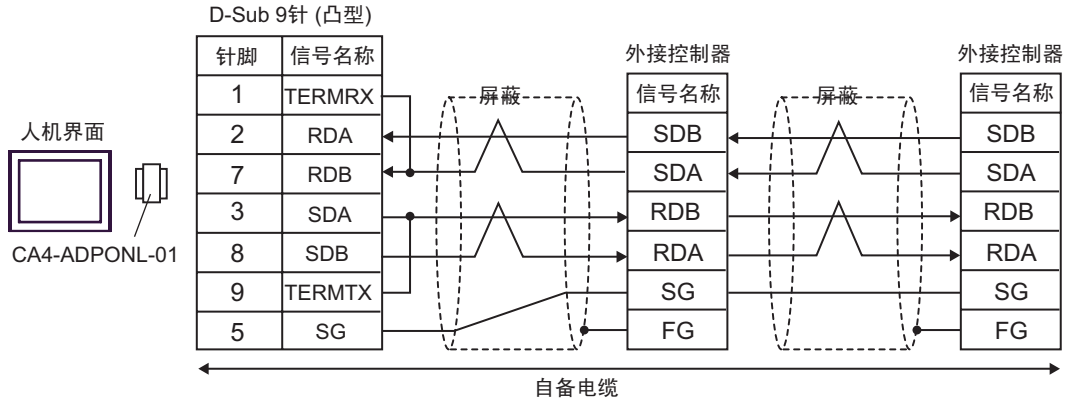 D-Sub 9针 (凸型)
针脚 信号名称
1 TERMRX
2 RDA
7 RDB
3 SDA
8 SDB
9 TERMTX
5 SG
人机界面
CA4-ADPONL-01
屏蔽
外接控制器
信号名称
SDB
SDA
RDB
RDA
SG
FG
屏蔽
外接控制器
信号名称
SDB
SDA
RDB
RDA
SG
FG
自备电缆